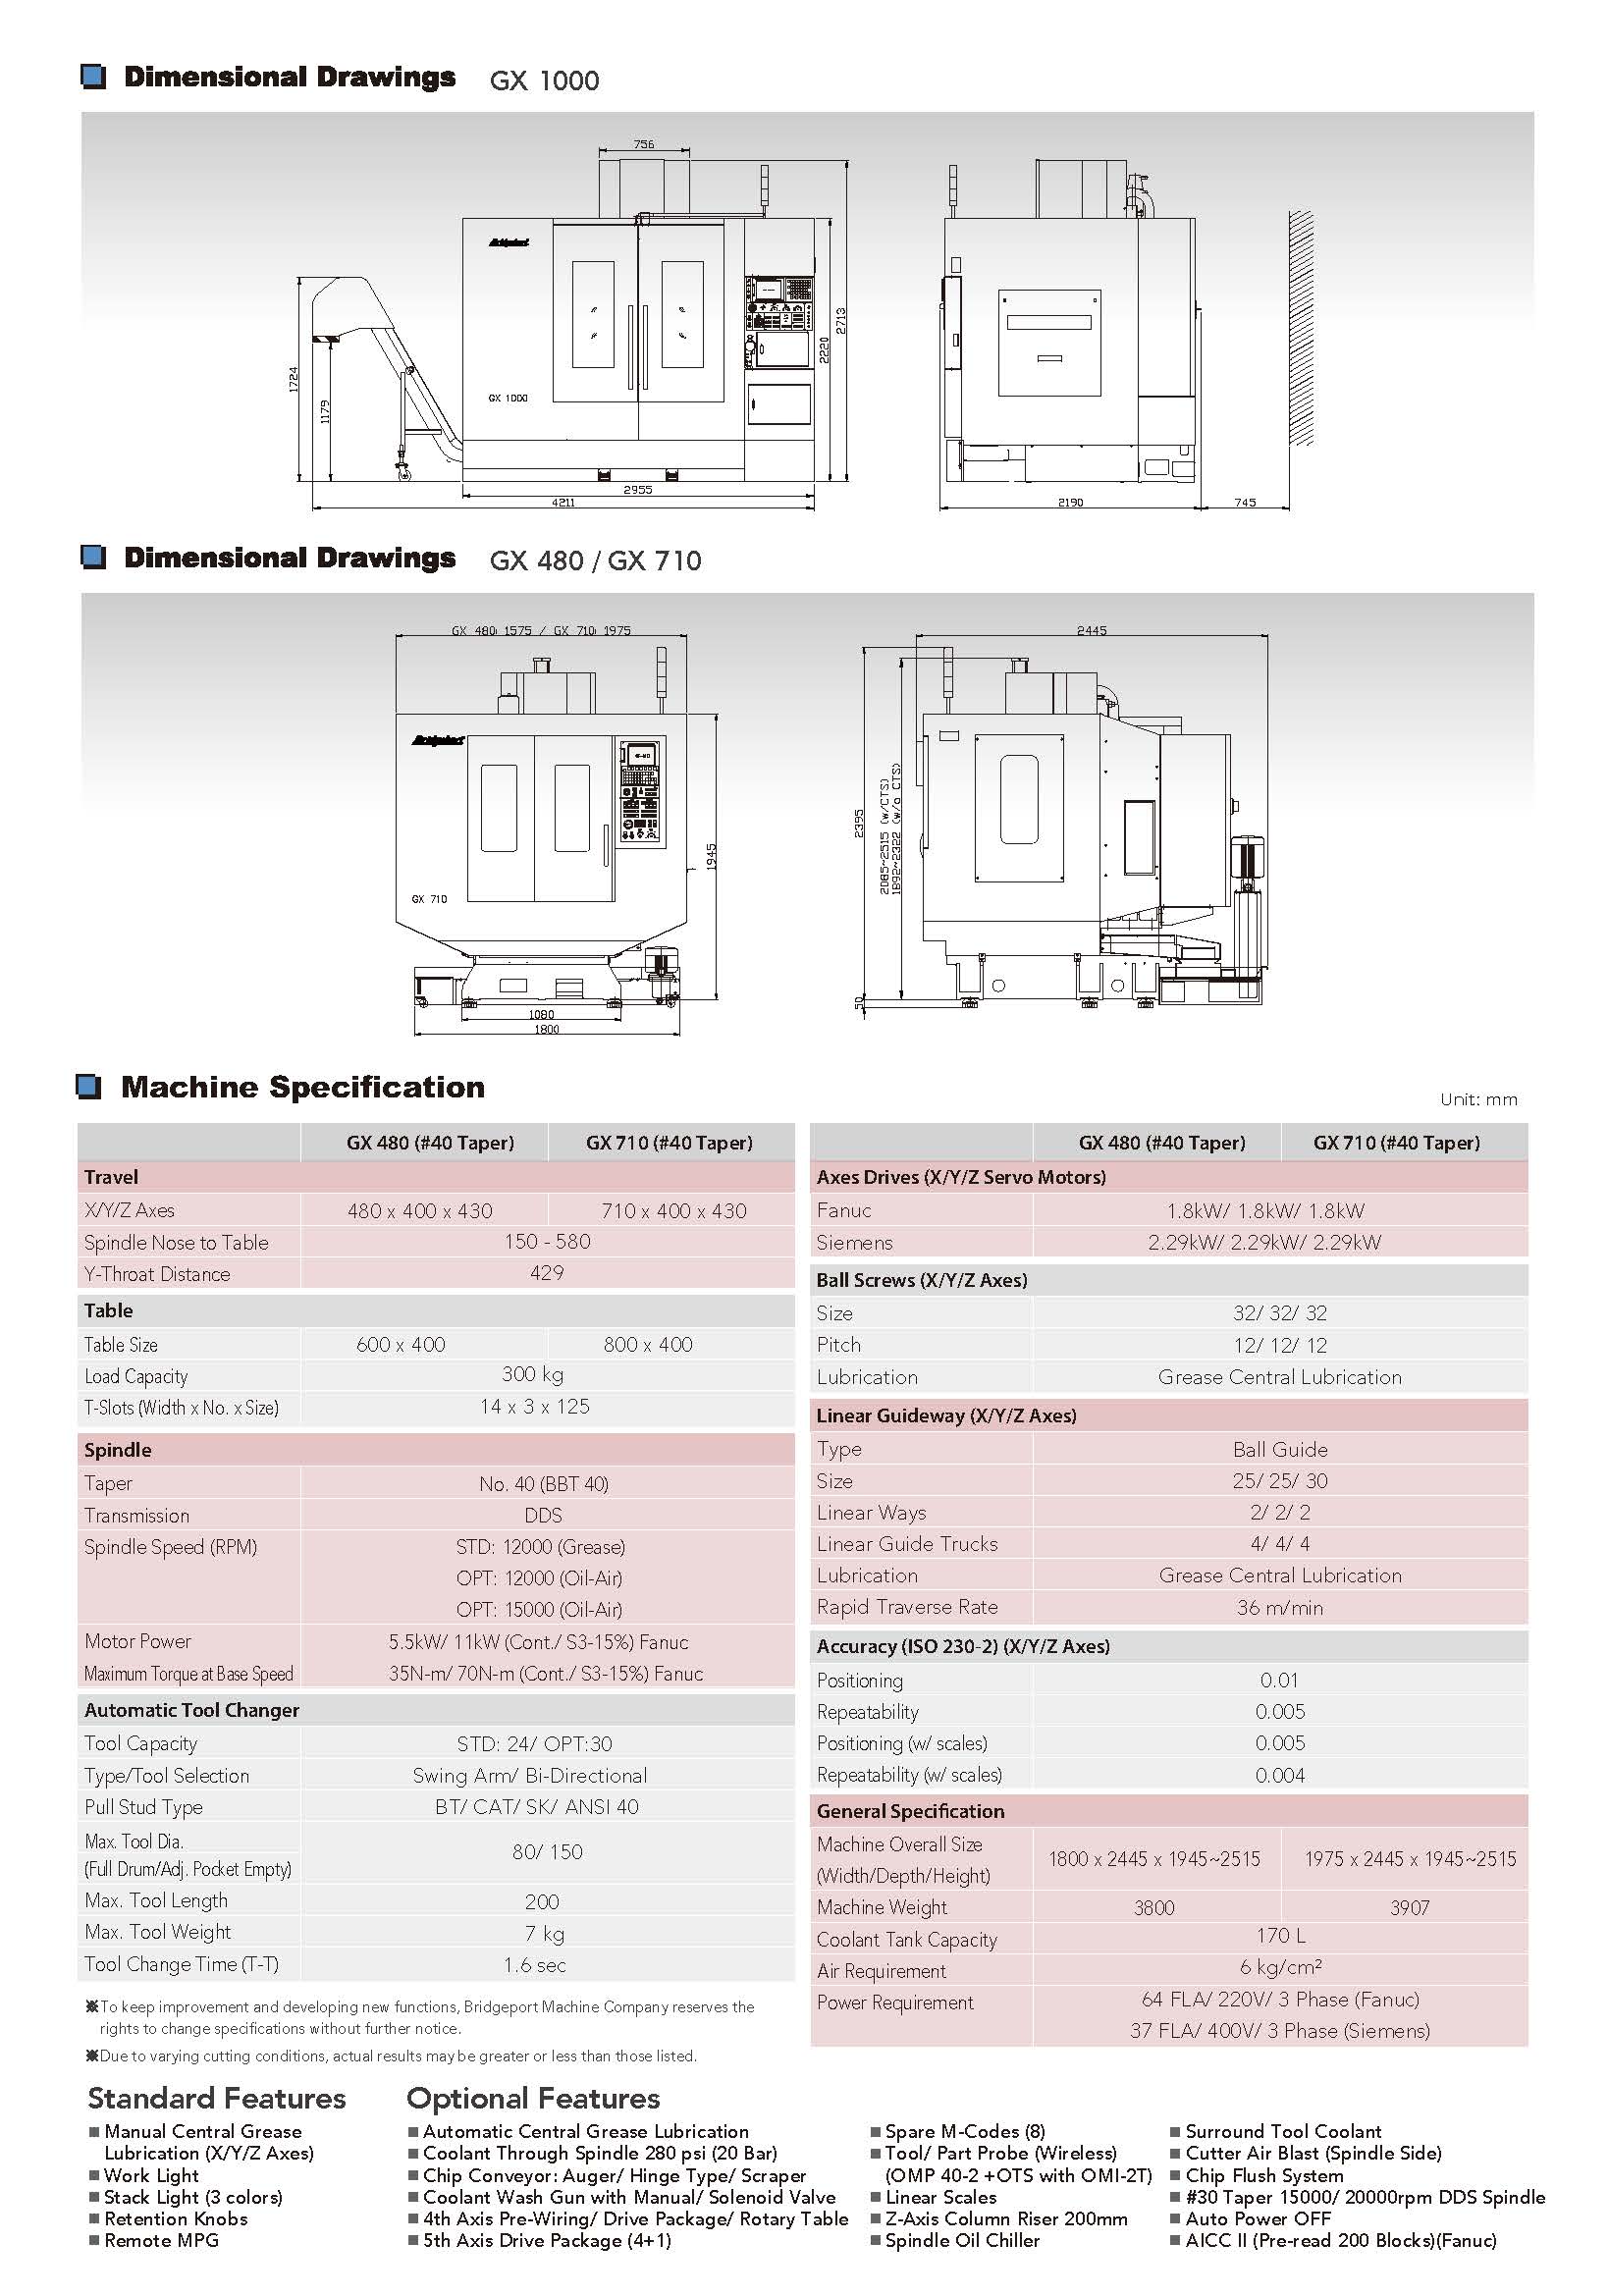 Dimensional Drawings GX 1000
756
Bridgeport
GX 1000
1724
1179
2220
2713
2955
4211
2190
745
Dimensional Drawings GX 480 / GX 710
GX 480: 1575 / GX 710: 1975
Bridgeport
GX 710
1945
1080
1800
2445
2395
2085~2515 (w/CTS)
1892~2322 (w/o CTS)
50
Machine Specification
Unit: mm
GX 480 (#40 Taper) GX 710 (#40 Taper)
Travel
X/Y/Z Axes 480 x 400 x 430 710 x 400 x 430
Spindle Nose to Table 150 - 580
Y-Throat Distance 429
Table
Table Size 600 x 400 800 x 400
Load Capacity 300 kg
T-Slots (Width x No. x Size) 14 x 3 x 125
Spindle
Taper No. 40 (BBT 40)
Transmission DDS
Spindle Speed (RPM) STD: 12000 (Grease)
OPT: 12000 (Oil-Air)
OPT: 15000 (Oil-Air)
Motor Power 5.5kW/ 11kW (Cont./ S3-15%) Fanuc
Maximum Torque at Base Speed 35N-m/ 70N-m (Cont./ S3-15%) Fanuc
Automatic Tool Changer
Tool Capacity STD: 24/ OPT:30
Type/Tool Selection Swing Arm/ Bi-Directional
Pull Stud Type BT/ CAT/ SK/ ANSI 40
Max. Tool Dia.
(Full Drum/Adj. Pocket Empty) 80/ 150
Max. Tool Length 200
Max. Tool Weight 7 kg
Tool Change Time (T-T) 1.6 sec
※To keep improvement and developing new functions, Bridgeport Machine Company reserves the
rights to change specifications without further notice.
※Due to varying cutting conditions, actual results may be greater or less than those listed.
GX 480 (#40 Taper) GX 710 (#40 Taper)
Axes Drives (X/Y/Z Servo Motors)
Fanuc 1.8kW/ 1.8kW/ 1.8kW
Siemens 2.29kW/ 2.29kW/ 2.29kW
Ball Screws (X/Y/Z Axes)
Size 32/ 32/ 32
Pitch 12/ 12/ 12
Lubrication Grease Central Lubrication
Linear Guideway (X/Y/Z Axes)
Type Ball Guide
Size 25/ 25/ 30
Linear Ways 2/ 2/ 2
Linear Guide Trucks 4/ 4/ 4
Lubrication Grease Central Lubrication
Rapid Traverse Rate 36 m/min
Accuracy (ISO 230-2) (X/Y/Z Axes)
Positioning 0.01
Repeatability 0.005
Positioning (w/ scales) 0.005
Repeatability (w/ scales) 0.004
General Specification
Machine Overall Size
(Width/Depth/Height) 1800 x 2445 x 1945~2515 1975 x 2445 x 1945~2515
Machine Weight 3800 3907
Coolant Tank Capacity 170 L
Air Requirement 6 kg/cm²
Power Requirement 64 FLA/ 220V/ 3 Phase (Fanuc)
37 FLA/ 400V/ 3 Phase (Siemens)
Standard Features
Manual Central Grease
Lubrication (X/Y/Z Axes)
Work Light
Stack Light (3 colors)
Retention Knobs
Remote MPG
Optional Features
Automatic Central Grease Lubrication
Coolant Through Spindle 280 psi (20 Bar)
Chip Conveyor: Auger/ Hinge Type/ Scraper
Coolant Wash Gun with Manual/ Solenoid Valve
4th Axis Pre-Wiring/ Drive Package/ Rotary Table
5th Axis Drive Package (4+1)
Spare M-Codes (8)
Tool/ Part Probe (Wireless)
(OMP 40-2 +OTS with OMI-2T)
Linear Scales
Z-Axis Column Riser 200mm
Spindle Oil Chiller
Surround Tool Coolant
Cutter Air Blast (Spindle Side)
Chip Flush System
#30 Taper 15000/ 20000rpm DDS Spindle
Auto Power OFF
AICC II (Pre-read 200 Blocks)(Fanuc)